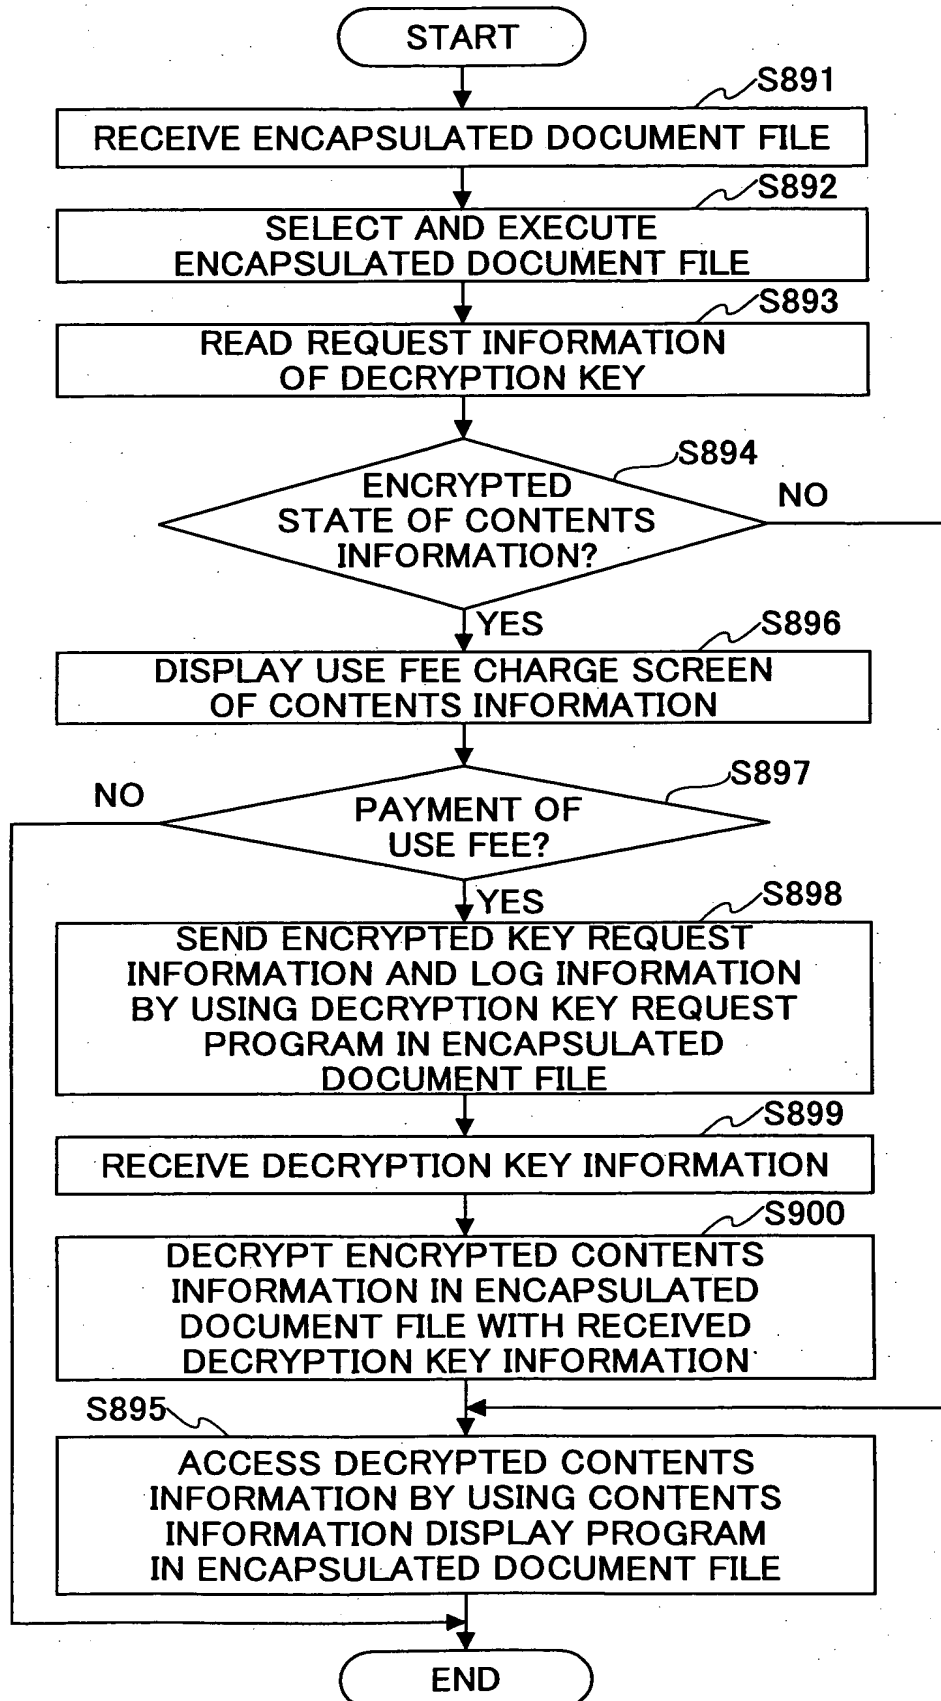 START
S891
RECEIVE ENCAPSULATED DOCUMENT FILE
S892
SELECT AND EXECUTE
ENCAPSULATED DOCUMENT FILE
S893
READ REQUEST INFORMATION
OF DECRYPTION KEY
S894
ENCRYPTED
STATE OF CONTENTS
INFORMATION?
NO
YES
S896
DISPLAY USE FEE CHARGE SCREEN
OF CONTENTS INFORMATION
S897
NO
PAYMENT OF
USE FEE?
YES
S898
SEND ENCRYPTED KEY REQUEST
INFORMATION AND LOG INFORMATION
BY USING DECRYPTION KEY REQUEST
PROGRAM IN ENCAPSULATED
DOCUMENT FILE
S899
RECEIVE DECRYPTION KEY INFORMATION
S900
DECRYPT ENCRYPTED CONTENTS
INFORMATION IN ENCAPSULATED
DOCUMENT FILE WITH RECEIVED
DECRYPTION KEY INFORMATION
S895
ACCESS DECRYPTED CONTENTS
INFORMATION BY USING CONTENTS
INFORMATION DISPLAY PROGRAM
IN ENCAPSULATED DOCUMENT FILE
END